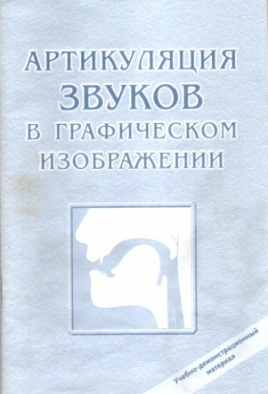 АРТИКУЛЯЦИЯ
ЗВУКОВ
В ГРАФИЧЕСКОМ
ИЗОБРАЖЕНИИ
Учебно-демонстрационный
материал